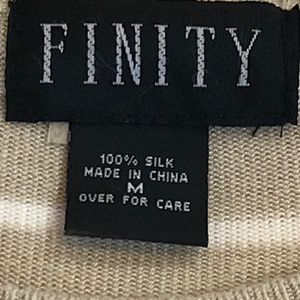 FINITY
100% SILK
MADE IN CHINA
M
OVER FOR CARE